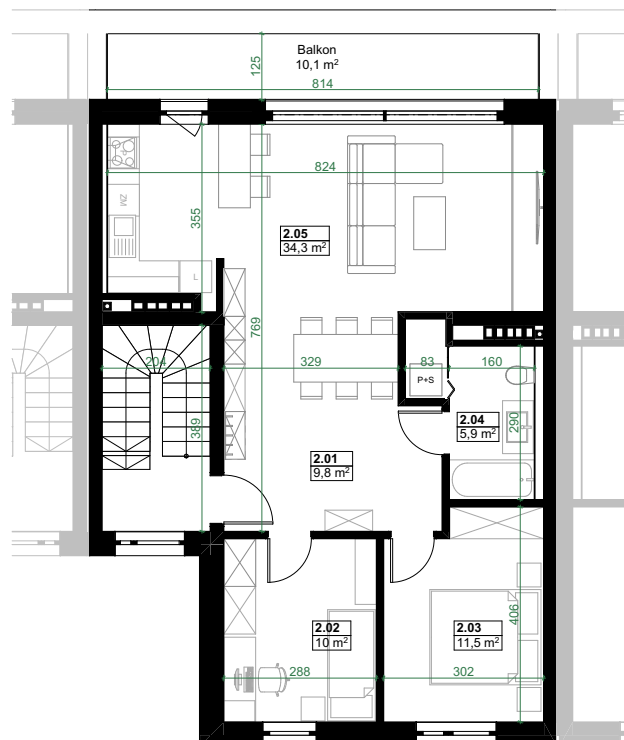 Balkon
10,1 m²
125
814
824
ZM
355
2.05
34,3 m²
L
769
204
329
83
160
P+S
389
2.04
5,9 m²
290
2.01
9,8 m²
2.02
10 m²
2.03
11,5 m²
406
288
302